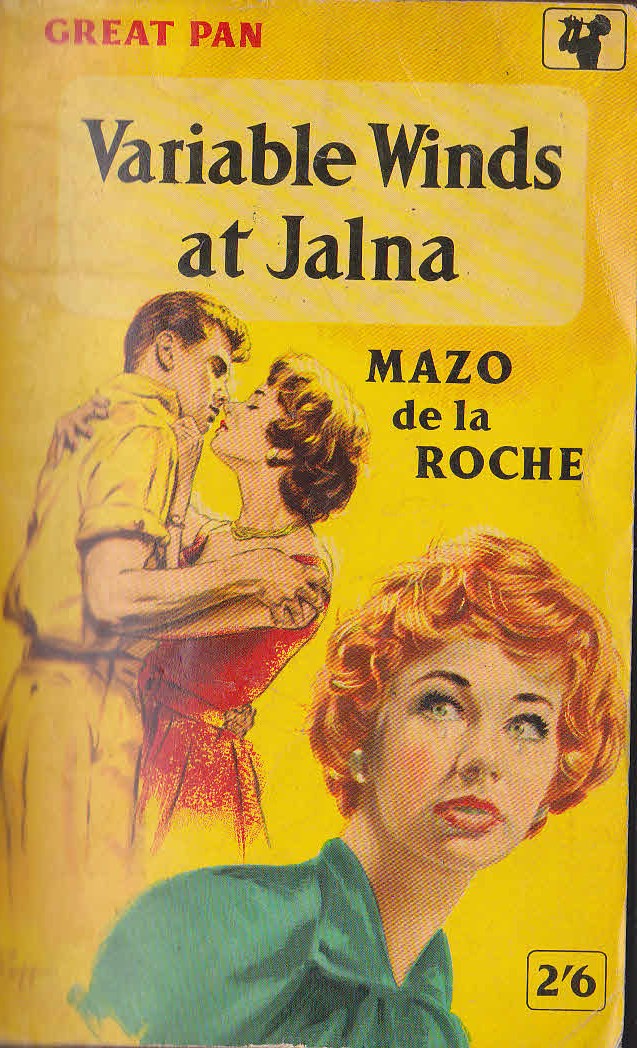 GREAT PAN
Variable Winds
at Jalna
MAZO
de la
ROCHE
2'6